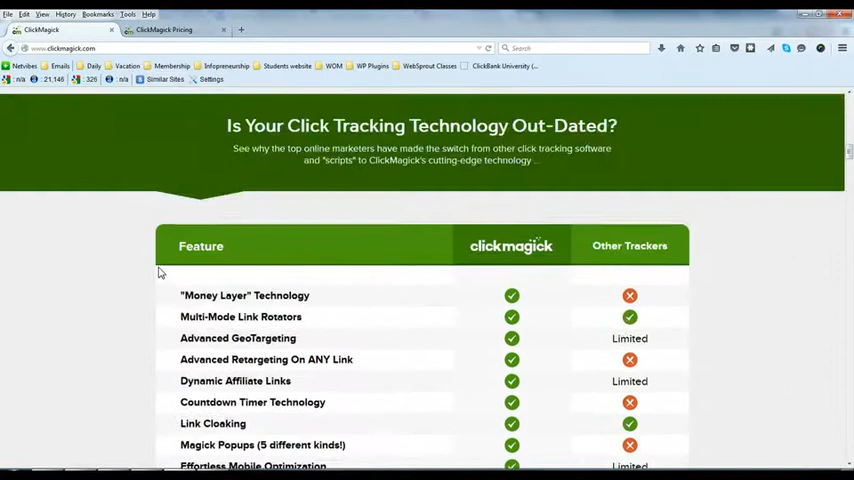 File Edit View History Bookmarks Tools Help
ClickMagick × ClickMagick Pricing × +
www.clickmagick.com Search
Netvibes Emails Daily Vacation Membership Infopreneurship Students website WOM WP Plugins WebSprout Classes ClickBank University (...
: n/a : 21,146 : 326 : n/a Similar Sites Settings
Is Your Click Tracking Technology Out-Dated?
See why the top online marketers have made the switch from other click tracking software
and "scripts" to ClickMagick's cutting-edge technology ...
Feature clickmagick Other Trackers
"Money Layer" Technology
Multi-Mode Link Rotators
Advanced GeoTargeting Limited
Advanced Retargeting On ANY Link
Dynamic Affiliate Links Limited
Countdown Timer Technology
Link Cloaking
Magick Popups (5 different kinds!)
Effortless Mobile Optimization Limited